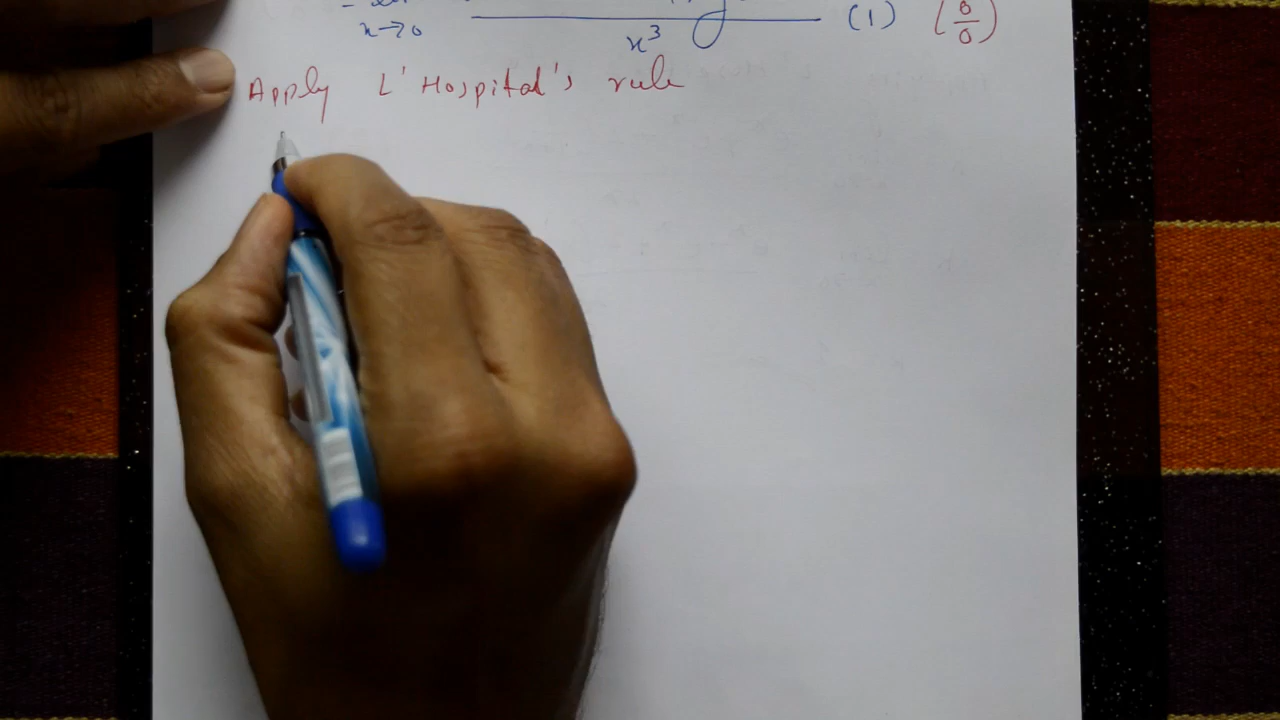 x→0 x³ (1) (0/0)
Apply L'Hospital's rule